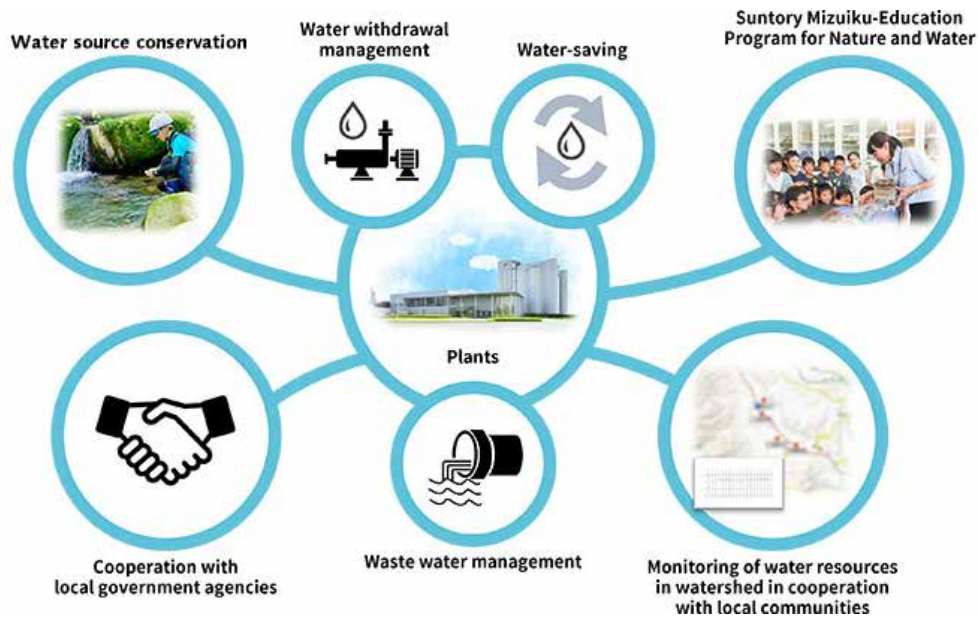 Water source conservation
Water withdrawal
management
Water-saving
Suntory Mizuiku-Education
Program for Nature and Water
Plants
Cooperation with
local government agencies
Waste water management
Monitoring of water resources
in watershed in cooperation
with local communities